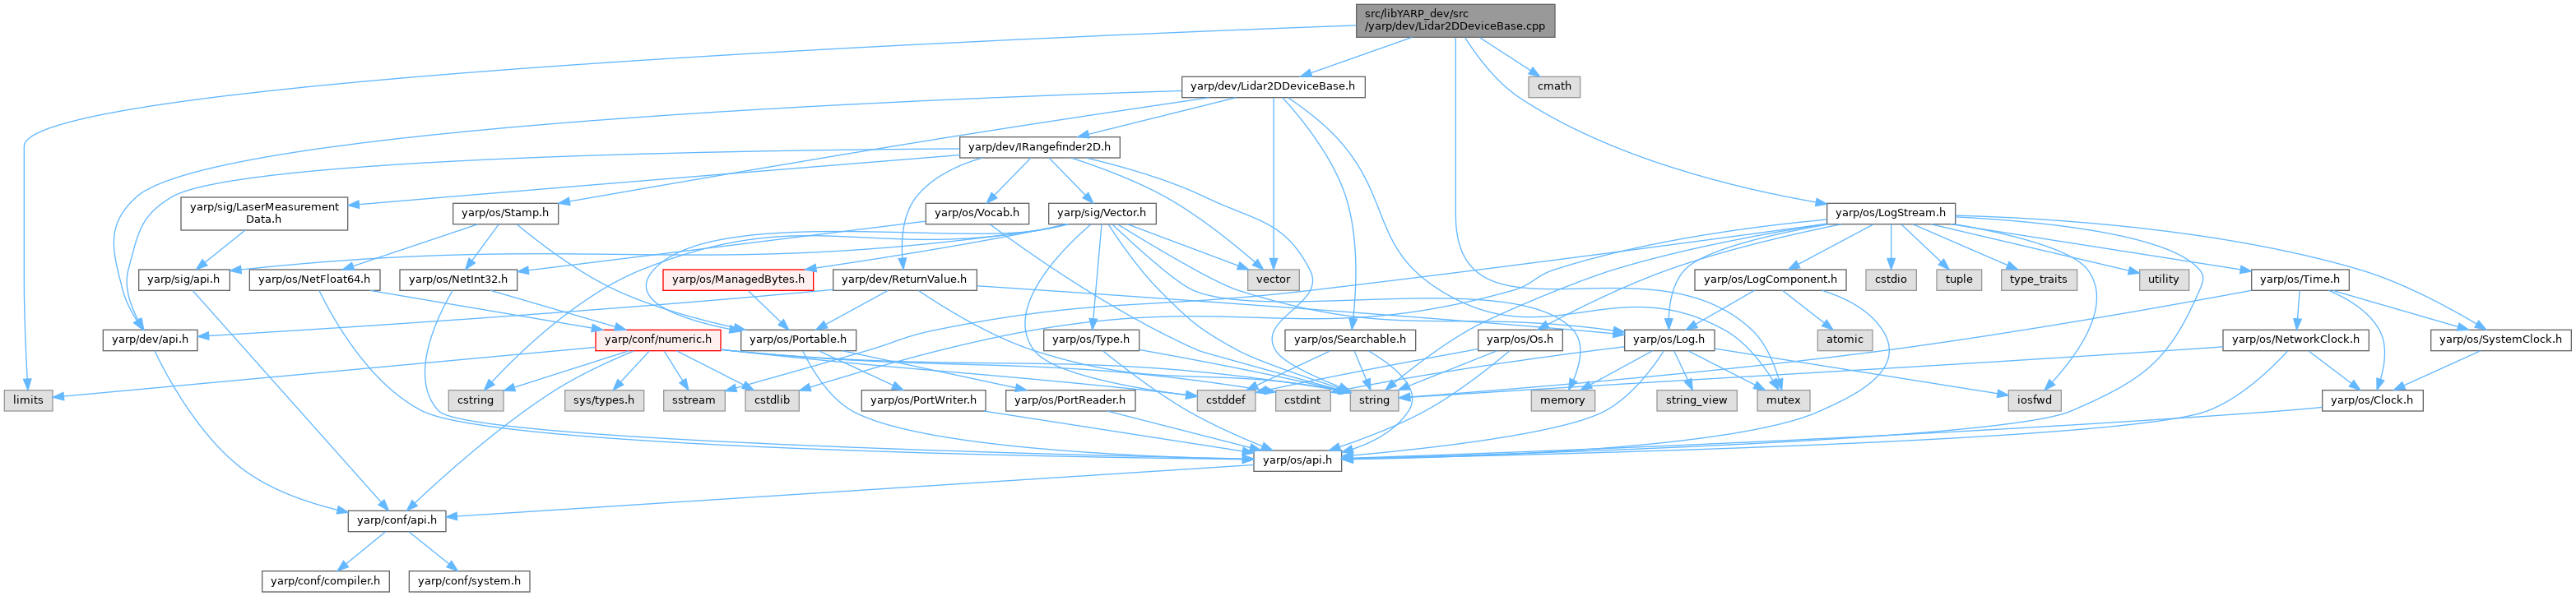 src/libYARP_dev/src
/yarp/dev/Lidar2DDeviceBase.cpp
yarp/dev/Lidar2DDeviceBase.h
cmath
yarp/dev/IRangefinder2D.h
yarp/sig/LaserMeasurement
Data.h
yarp/os/Stamp.h
yarp/os/Vocab.h
yarp/sig/Vector.h
yarp/os/LogStream.h
yarp/sig/api.h
yarp/os/NetFloat64.h
yarp/os/NetInt32.h
yarp/os/ManagedBytes.h
yarp/dev/ReturnValue.h
vector
yarp/os/LogComponent.h
cstdio
tuple
type_traits
utility
yarp/os/Time.h
yarp/dev/api.h
yarp/conf/numeric.h
yarp/os/Portable.h
yarp/os/Type.h
yarp/os/Searchable.h
yarp/os/Os.h
yarp/os/Log.h
atomic
yarp/os/NetworkClock.h
yarp/os/SystemClock.h
limits
cstring
sys/types.h
sstream
cstdlib
yarp/os/PortWriter.h
yarp/os/PortReader.h
cstddef
cstdint
string
memory
string_view
mutex
iosfwd
yarp/os/Clock.h
yarp/os/api.h
yarp/conf/api.h
yarp/conf/compiler.h
yarp/conf/system.h